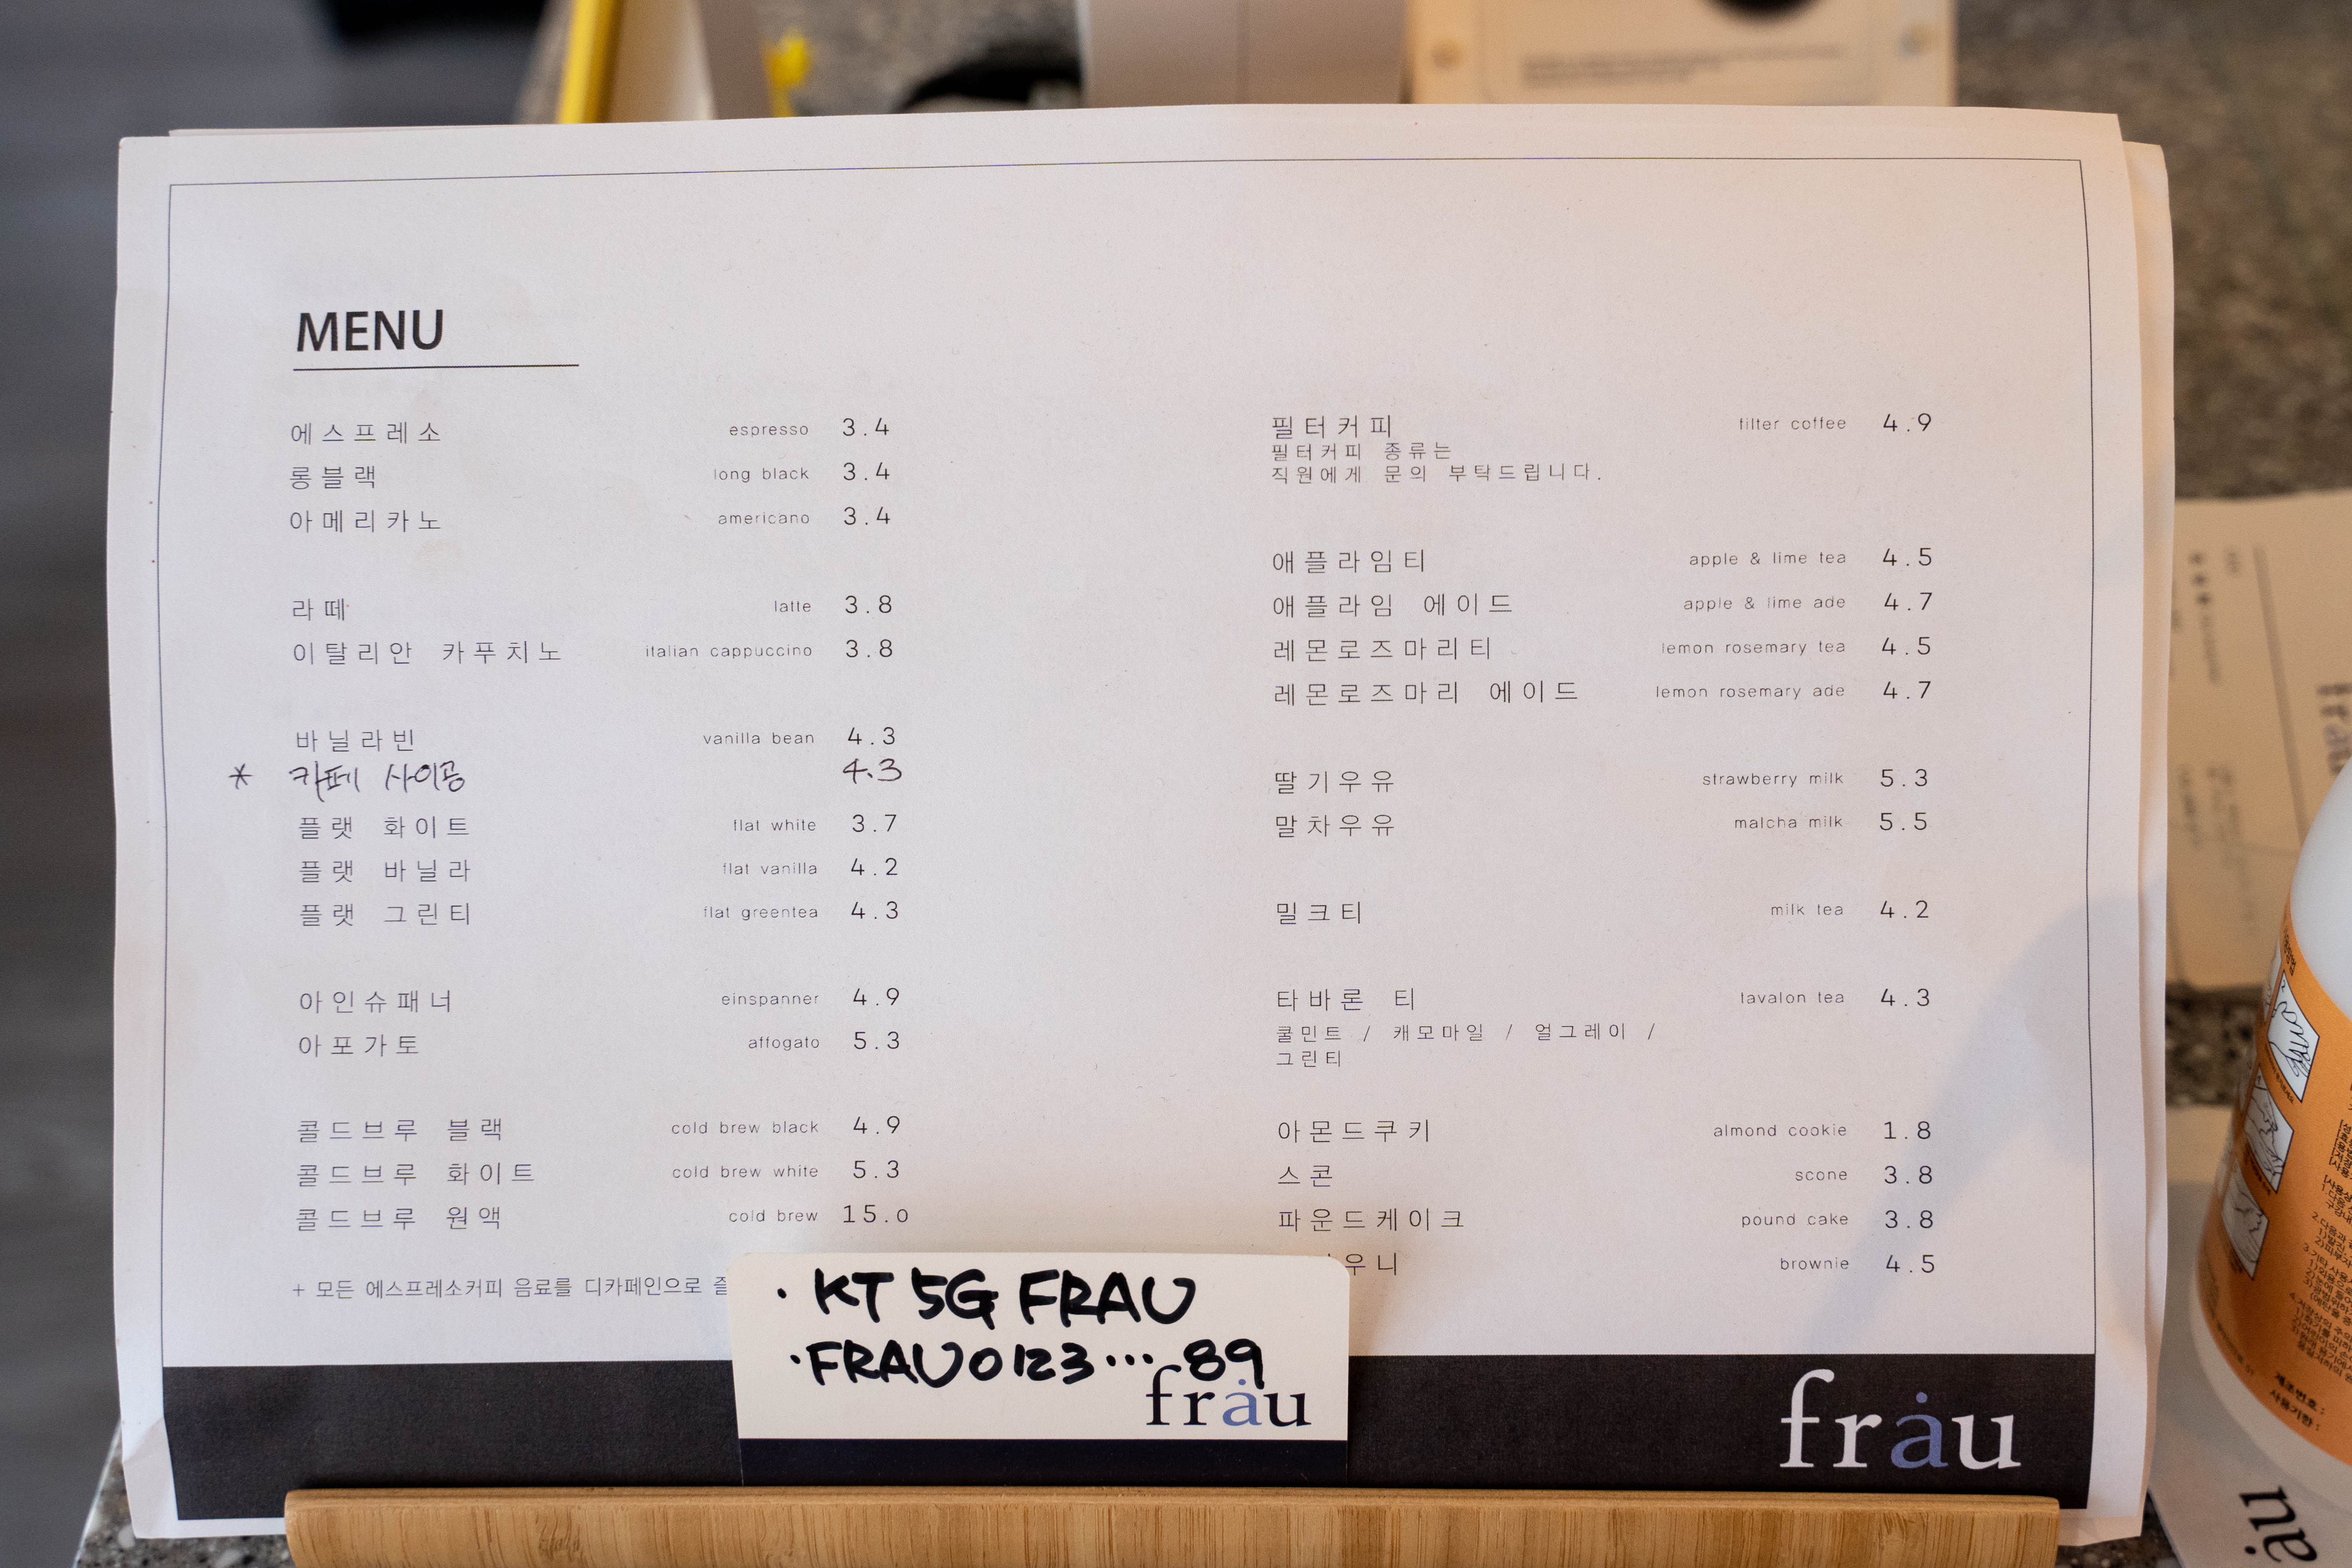 MENU
에스프레소 espresso 3.4
롱블랙 long black 3.4
아메리카노 americano 3.4
라떼 latte 3.8
이탈리안 카푸치노 italian cappuccino 3.8
바닐라빈 vanilla bean 4.3
* 카페 사이공 4.3
플랫 화이트 flat white 3.7
플랫 바닐라 flat vanilla 4.2
플랫 그린티 flat greentea 4.3
아인슈패너 einspanner 4.9
아포가토 affogato 5.3
콜드브루 블랙 cold brew black 4.9
콜드브루 화이트 cold brew white 5.3
콜드브루 원액 cold brew 15.0
+ 모든 에스프레소커피 음료를 디카페인으로
필터커피 filter coffee 4.9
필터커피 종류는
직원에게 문의 부탁드립니다.
애플라임티 apple & lime tea 4.5
애플라임 에이드 apple & lime ade 4.7
레몬로즈마리티 lemon rosemary tea 4.5
레몬로즈마리 에이드 lemon rosemary ade 4.7
딸기우유 strawberry milk 5.3
말차우유 malcha milk 5.5
밀크티 milk tea 4.2
타바론 티 tavalon tea 4.3
쿨민트 / 캐모마일 / 얼그레이 /
그린티
아몬드쿠키 almond cookie 1.8
스콘 scone 3.8
파운드케이크 pound cake 3.8
우니 brownie 4.5
· KT 5G FRAU
· FRAU0123...89
frau
frau
제조번호 :
사용기한 :